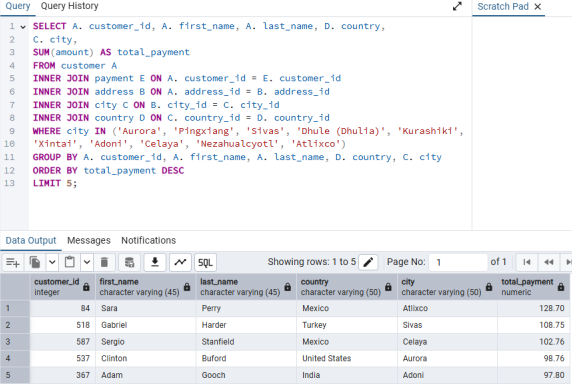 Query Query History
Scratch Pad
1 SELECT A. customer_id, A. first_name, A. last_name, D. country,
2 C. city,
3 SUM(amount) AS total_payment
4 FROM customer A
5 INNER JOIN payment E ON A. customer_id = E. customer_id
6 INNER JOIN address B ON A. address_id = B. address_id
7 INNER JOIN city C ON B. city_id = C. city_id
8 INNER JOIN country D ON C. country_id = D. country_id
9 WHERE city IN ('Aurora', 'Pingxiang', 'Sivas', 'Dhule (Dhulia)', 'Kurashiki',
10 'Xintai', 'Adoni', 'Celaya', 'Nezahualcyotl', 'Atlixco')
11 GROUP BY A. customer_id, A. first_name, A. last_name, D. country, C. city
12 ORDER BY total_payment DESC
13 LIMIT 5;
Data Output Messages Notifications
SQL Showing rows: 1 to 5 Page No: 1 of 1
customer_id first_name last_name country city total_payment
integer character varying (45) character varying (45) character varying (50) character varying (50) numeric
1 84 Sara Perry Mexico Atlixco 128.70
2 518 Gabriel Harder Turkey Sivas 108.75
3 587 Sergio Stanfield Mexico Celaya 102.76
4 537 Clinton Buford United States Aurora 98.76
5 367 Adam Gooch India Adoni 97.80